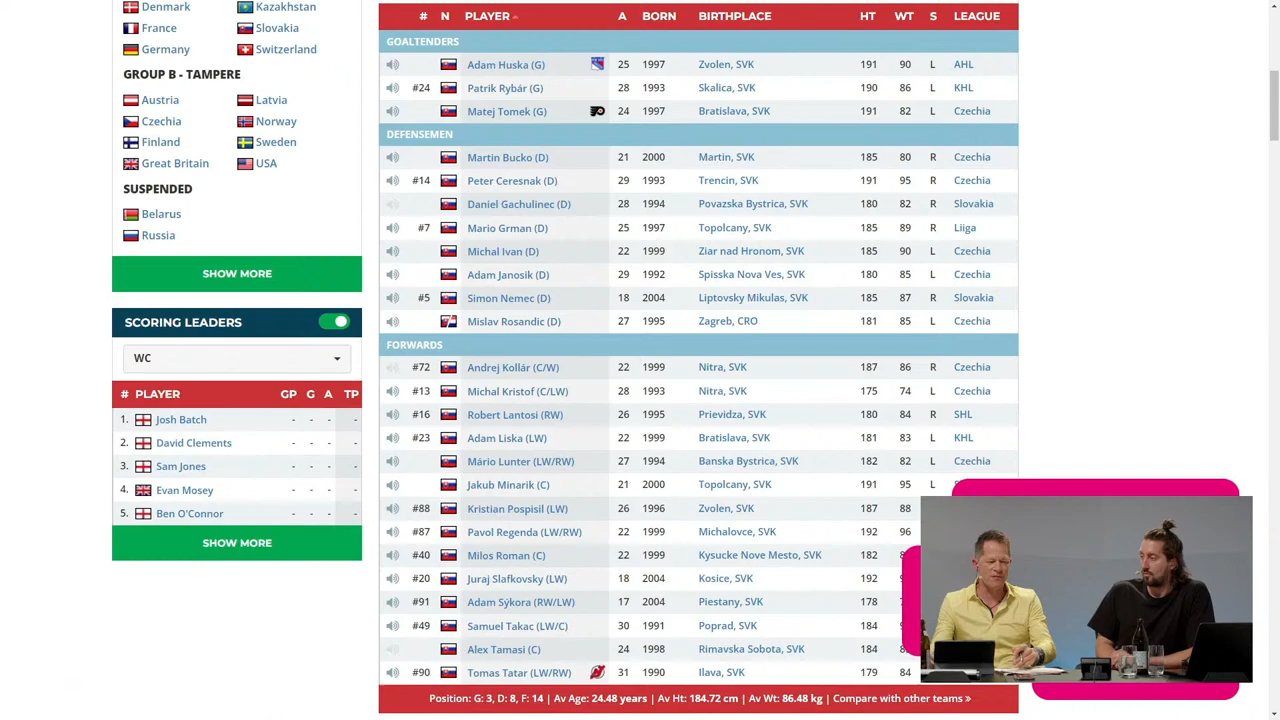 Denmark Kazakhstan
France Slovakia
Germany Switzerland
GROUP B - TAMPERE
Austria Latvia
Czechia Norway
Finland Sweden
Great Britain USA
SUSPENDED
Belarus
Russia
SHOW MORE
SCORING LEADERS
WC
# PLAYER GP G A TP
1. Josh Batch - - - -
2. David Clements - - - -
3. Sam Jones - - - -
4. Evan Mosey - - - -
5. Ben O'Connor - - - -
SHOW MORE
# N PLAYER A BORN BIRTHPLACE HT WT S LEAGUE
GOALTENDERS
Adam Huska (G) 25 1997 Zvolen, SVK 191 90 L AHL
#24 Patrik Rybár (G) 28 1993 Skalica, SVK 190 86 L KHL
Matej Tomek (G) 24 1997 Bratislava, SVK 191 82 L Czechia
DEFENSEMEN
Martin Bucko (D) 21 2000 Martin, SVK 185 80 R Czechia
#14 Peter Ceresnak (D) 29 1993 Trencin, SVK 191 95 R Czechia
Daniel Gachulinec (D) 28 1994 Povazska Bystrica, SVK 180 82 R Slovakia
#7 Mario Grman (D) 25 1997 Topolcany, SVK 185 89 R Liiga
Michal Ivan (D) 22 1999 Ziar nad Hronom, SVK 185 90 L Czechia
Adam Janosik (D) 29 1992 Spisska Nova Ves, SVK 180 85 L Czechia
#5 Simon Nemec (D) 18 2004 Liptovsky Mikulas, SVK 185 87 R Slovakia
Mislav Rosandic (D) 27 1995 Zagreb, CRO 181 85 L Czechia
FORWARDS
#72 Andrej Kollár (C/W) 22 1999 Nitra, SVK 187 86 R Czechia
#13 Michal Kristof (C/LW) 28 1993 Nitra, SVK 175 74 L Czechia
#16 Robert Lantosi (RW) 26 1995 Prievidza, SVK 180 84 R SHL
#23 Adam Liska (LW) 22 1999 Bratislava, SVK 181 83 L KHL
Mário Lunter (LW/RW) 27 1994 Banska Bystrica, SVK 182 82 L Czechia
Jakub Minarik (C) 21 2000 Topolcany, SVK 191 95 L
#88 Kristian Pospisil (LW) 26 1996 Zvolen, SVK 187 88
#87 Pavol Regenda (LW/RW) 22 1999 Michalovce, SVK 192 96
#40 Milos Roman (C) 22 1999 Kysucke Nove Mesto, SVK 182
#20 Juraj Slafkovsky (LW) 18 2004 Kosice, SVK 192
#91 Adam Sýkora (RW/LW) 17 2004 Piestany, SVK 178
#49 Samuel Takac (LW/C) 30 1991 Poprad, SVK 184
Alex Tamasi (C) 24 1998 Rimavska Sobota, SVK 184
#90 Tomas Tatar (LW/RW) 31 1990 Ilava, SVK 179 84
Position: G: 3, D: 8, F: 14 | Av Age: 24.48 years | Av Ht: 184.72 cm | Av Wt: 86.48 kg | Compare with other teams »